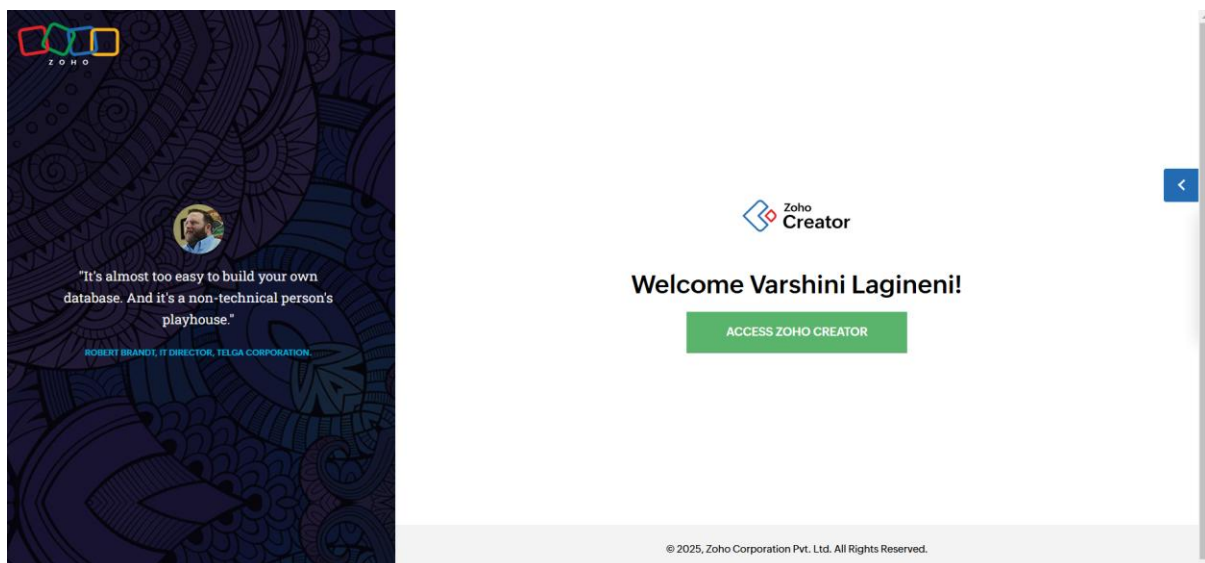 ZOHO
"It's almost too easy to build your own
database. And it's a non-technical person's
playhouse."
ROBERT BRANDT, IT DIRECTOR, TELGA CORPORATION.
Zoho
Creator
Welcome Varshini Lagineni!
ACCESS ZOHO CREATOR
© 2025, Zoho Corporation Pvt. Ltd. All Rights Reserved.